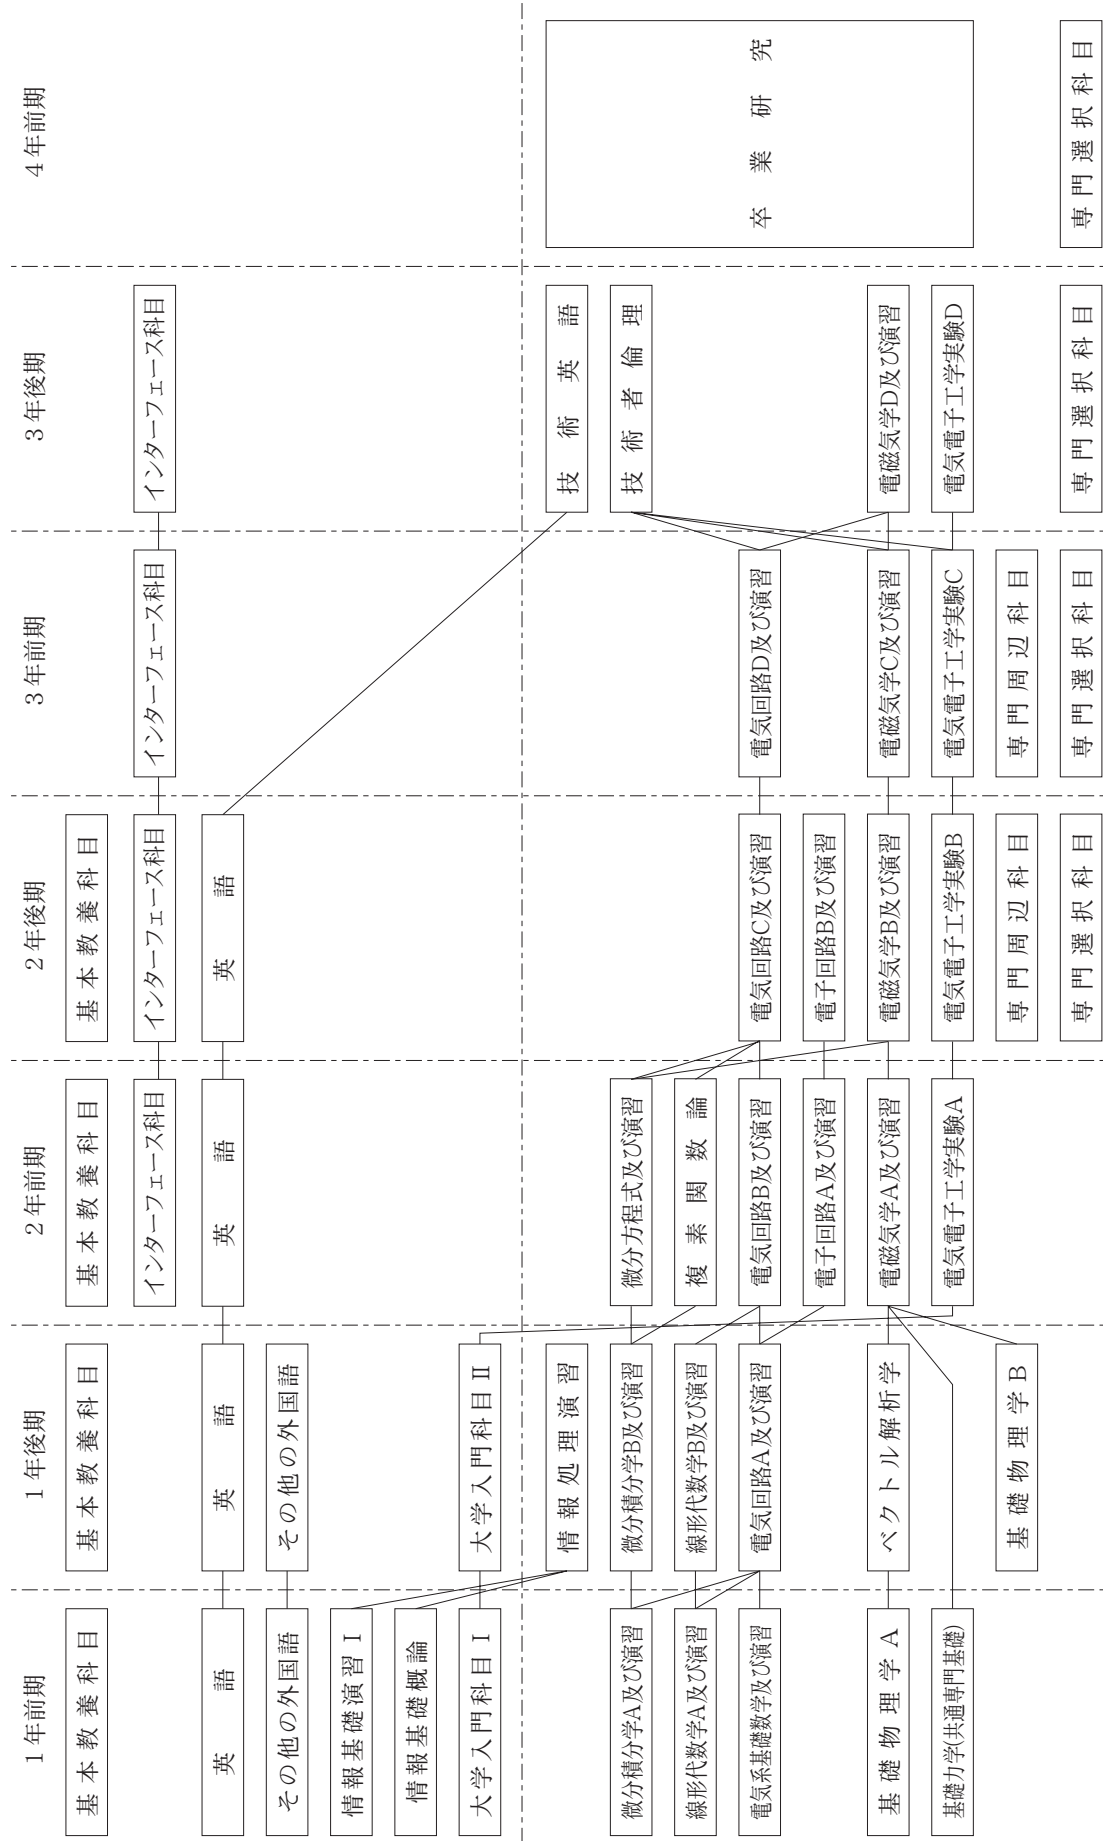 1年前期
基本教養科目
英語
その他の外国語
情報基礎演習Ⅰ
情報基礎概論
大学入門科目Ⅰ
微分積分学A及び演習
線形代数学A及び演習
電気系基礎数学及び演習
基礎物理学A
基礎力学(共通専門基礎)
1年後期
基本教養科目
英語
その他の外国語
大学入門科目Ⅱ
情報処理演習
微分積分学B及び演習
線形代数学B及び演習
電気回路A及び演習
ベクトル解析学
基礎物理学B
2年前期
基本教養科目
インターフェース科目
英語
微分方程式及び演習
複素関数論
電気回路B及び演習
電子回路A及び演習
電磁気学A及び演習
電気電子工学実験A
2年後期
基本教養科目
インターフェース科目
英語
電気回路C及び演習
電子回路B及び演習
電磁気学B及び演習
電気電子工学実験B
専門周辺科目
専門選択科目
3年前期
インターフェース科目
電気回路D及び演習
電磁気学C及び演習
電気電子工学実験C
専門周辺科目
専門選択科目
3年後期
インターフェース科目
技術英語
技術者倫理
電磁気学D及び演習
電気電子工学実験D
専門選択科目
4年前期
卒業研究
専門選択科目